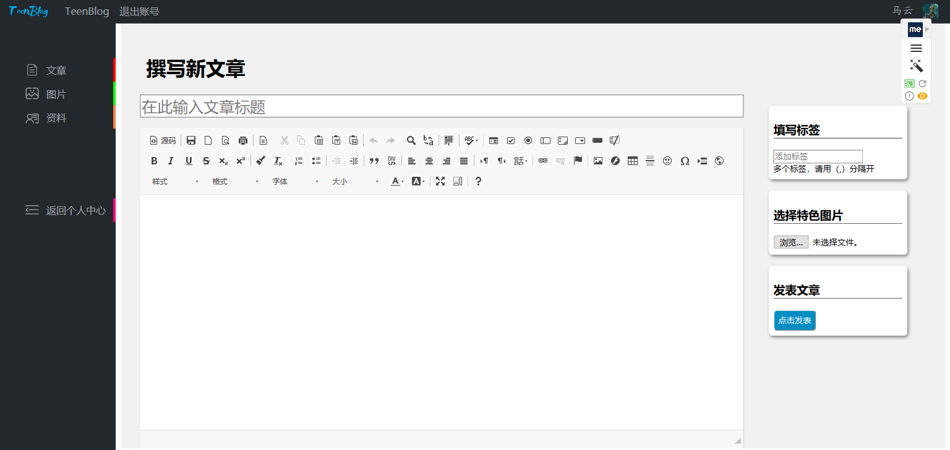 TeenBlog TeenBlog 退出账号 马云
me
文章
图片
资料
返回个人中心
撰写新文章
在此输入文章标题
源码
样式 格式 字体 大小
填写标签
添加标签
多个标签，请用（,）分隔开
选择特色图片
浏览... 未选择文件。
发表文章
点击发表